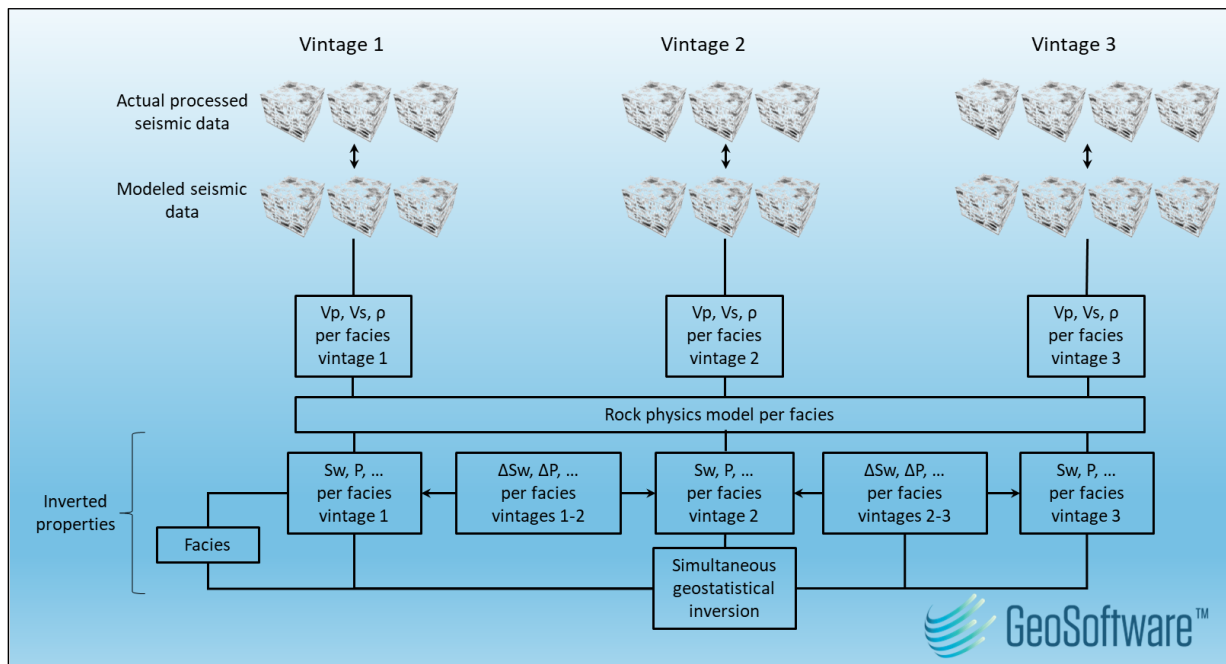 Vintage 1
Vintage 2
Vintage 3
Actual processed
seismic data
Modeled seismic
data
Vp, Vs, ρ
per facies
vintage 1
Vp, Vs, ρ
per facies
vintage 2
Vp, Vs, ρ
per facies
vintage 3
Rock physics model per facies
Inverted
properties
Sw, P, ...
per facies
vintage 1
ΔSw, ΔP, ...
per facies
vintages 1-2
Sw, P, ...
per facies
vintage 2
ΔSw, ΔP, ...
per facies
vintages 2-3
Sw, P, ...
per facies
vintage 3
Facies
Simultaneous
geostatistical
inversion
GeoSoftware™